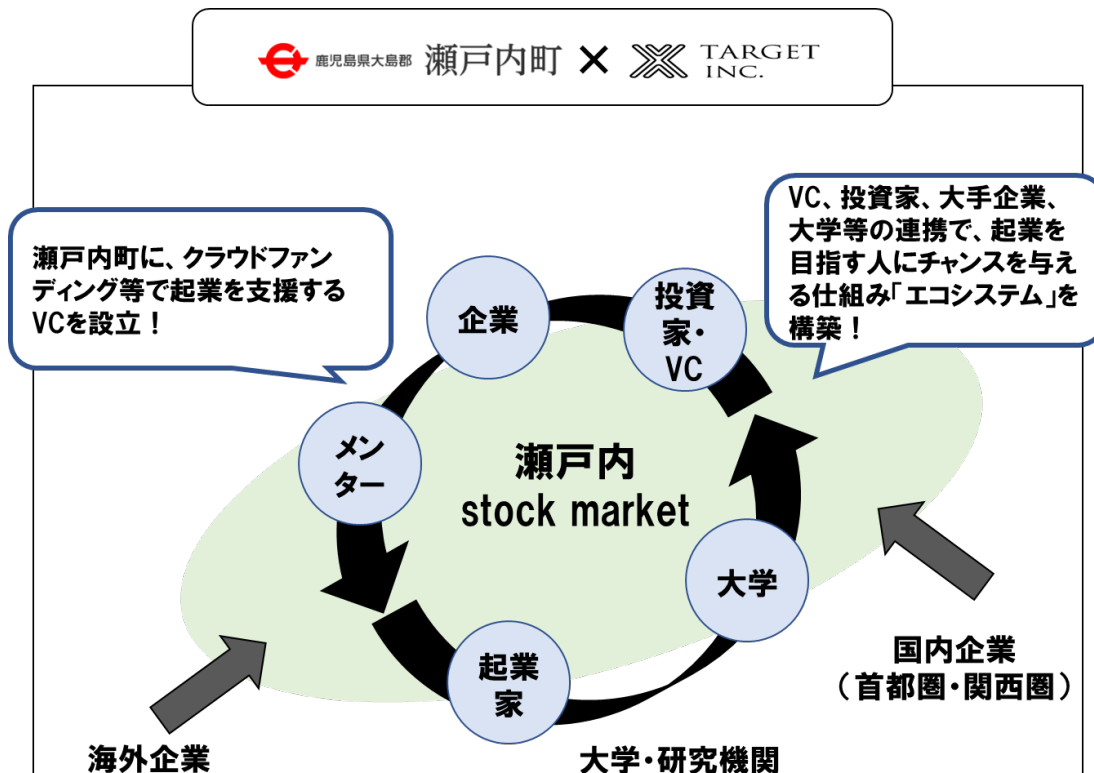 鹿児島県大島郡 瀬戸内町 × TARGET
INC.
瀬戸内町に、クラウドファン
ディング等で起業を支援する
VCを設立！
VC、投資家、大手企業、
大学等の連携で、起業を
目指す人にチャンスを与え
る仕組み「エコシステム」を
構築！
企業
投資
家・
VC
メン
ター
瀬戸内
stock market
大学
起業
家
国内企業
（首都圏・関西圏）
海外企業
大学・研究機関